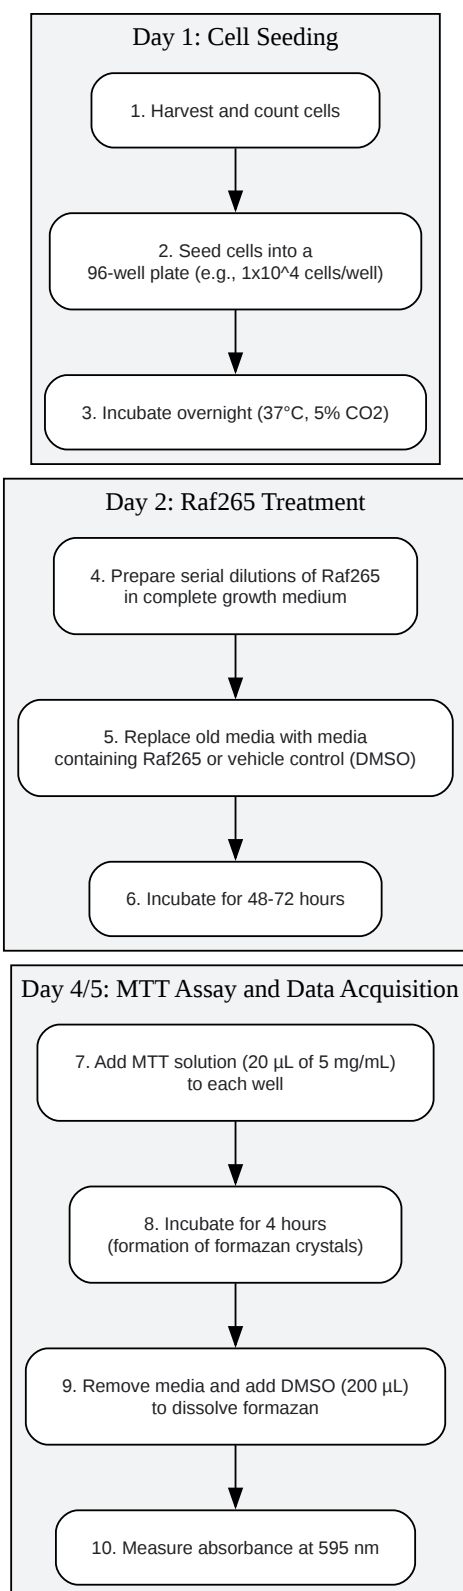 Day 1: Cell Seeding
1. Harvest and count cells
2. Seed cells into a
96-well plate (e.g., 1x10^4 cells/well)
3. Incubate overnight (37°C, 5% CO2)
Day 2: Raf265 Treatment
4. Prepare serial dilutions of Raf265
in complete growth medium
5. Replace old media with media
containing Raf265 or vehicle control (DMSO)
6. Incubate for 48-72 hours
Day 4/5: MTT Assay and Data Acquisition
7. Add MTT solution (20 µL of 5 mg/mL)
to each well
8. Incubate for 4 hours
(formation of formazan crystals)
9. Remove media and add DMSO (200 µL)
to dissolve formazan
10. Measure absorbance at 595 nm